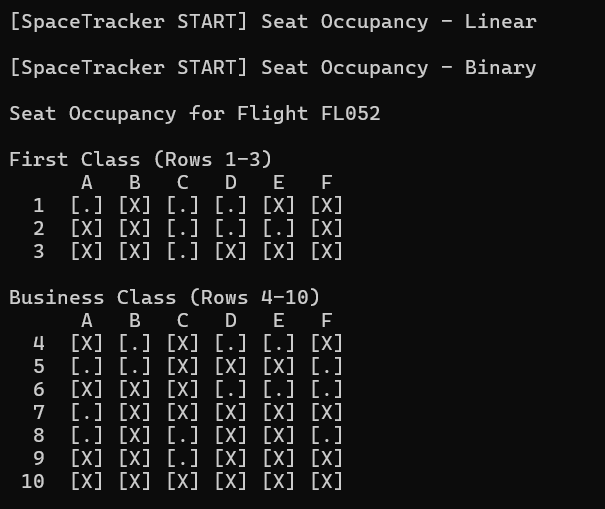 [SpaceTracker START] Seat Occupancy - Linear
[SpaceTracker START] Seat Occupancy - Binary
Seat Occupancy for Flight FL052
First Class (Rows 1-3)
      A   B   C   D   E   F
  1  [.] [X] [.] [.] [X] [X]
  2  [X] [X] [.] [.] [.] [X]
  3  [X] [X] [.] [X] [X] [X]
Business Class (Rows 4-10)
      A   B   C   D   E   F
  4  [X] [.] [X] [.] [.] [X]
  5  [.] [.] [X] [X] [X] [.]
  6  [X] [X] [X] [.] [.] [.]
  7  [.] [X] [X] [X] [X] [X]
  8  [.] [X] [.] [X] [X] [.]
  9  [X] [X] [.] [X] [X] [X]
 10  [X] [X] [X] [X] [X] [X]